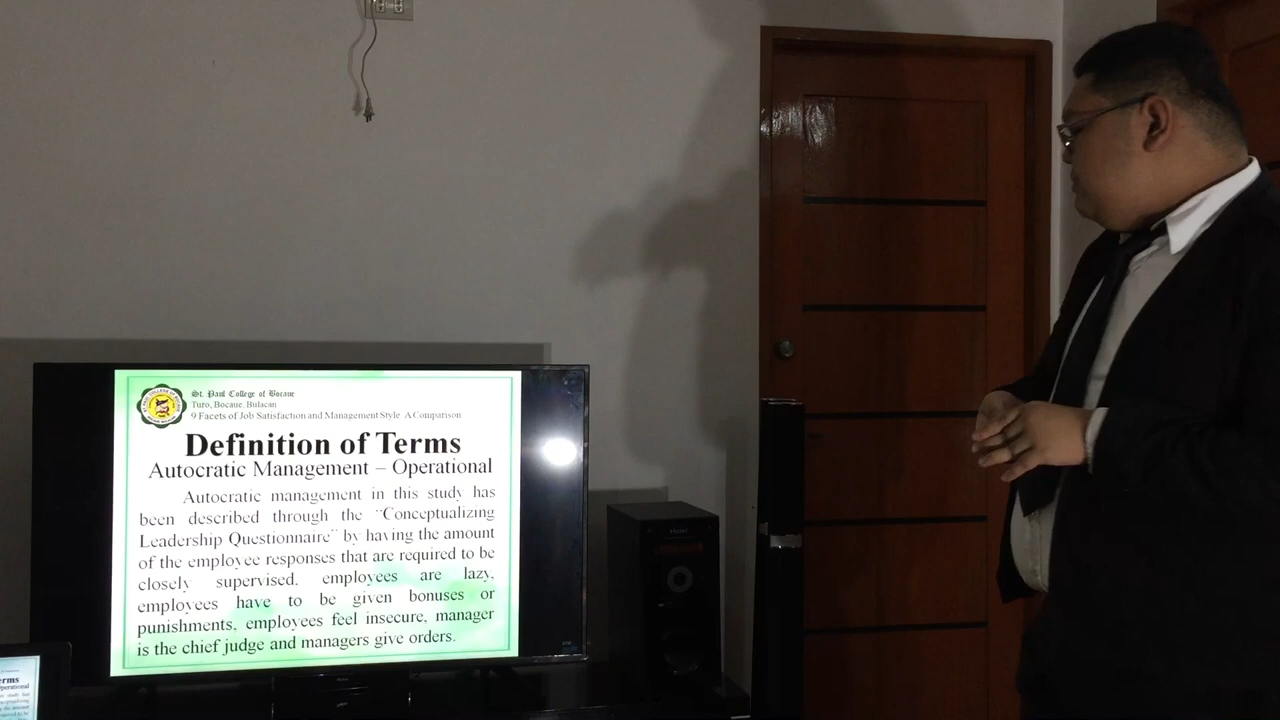 St. Paul College of Bocaue
Turo, Bocaue, Bulacan
9 Facets of Job Satisfaction and Management Style A Comparison
Definition of Terms
Autocratic Management – Operational
Autocratic management in this study has
been described through the "Conceptualizing
Leadership Questionnaire" by having the amount
of the employee responses that are required to be
closely supervised, employees are lazy,
employees have to be given bonuses or
punishments, employees feel insecure, manager
is the chief judge and managers give orders.
Haier
erms
perational